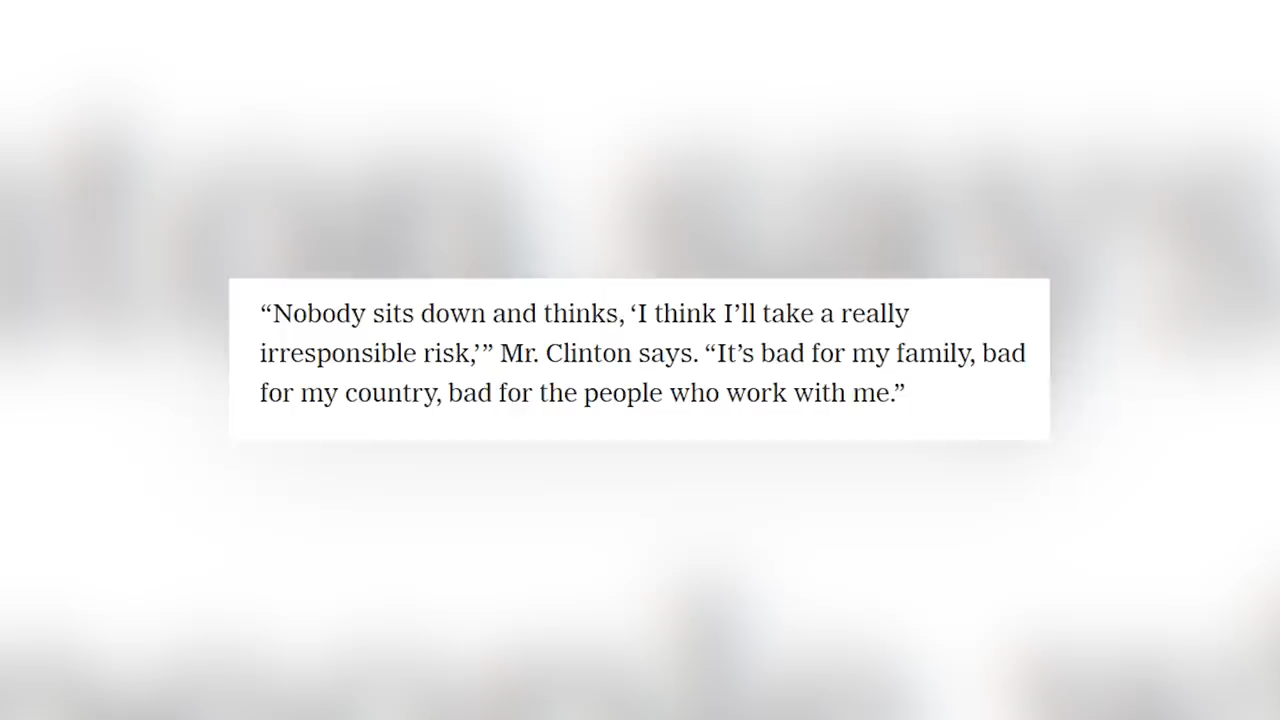 “Nobody sits down and thinks, ‘I think I’ll take a really
irresponsible risk,’” Mr. Clinton says. “It’s bad for my family, bad
for my country, bad for the people who work with me.”